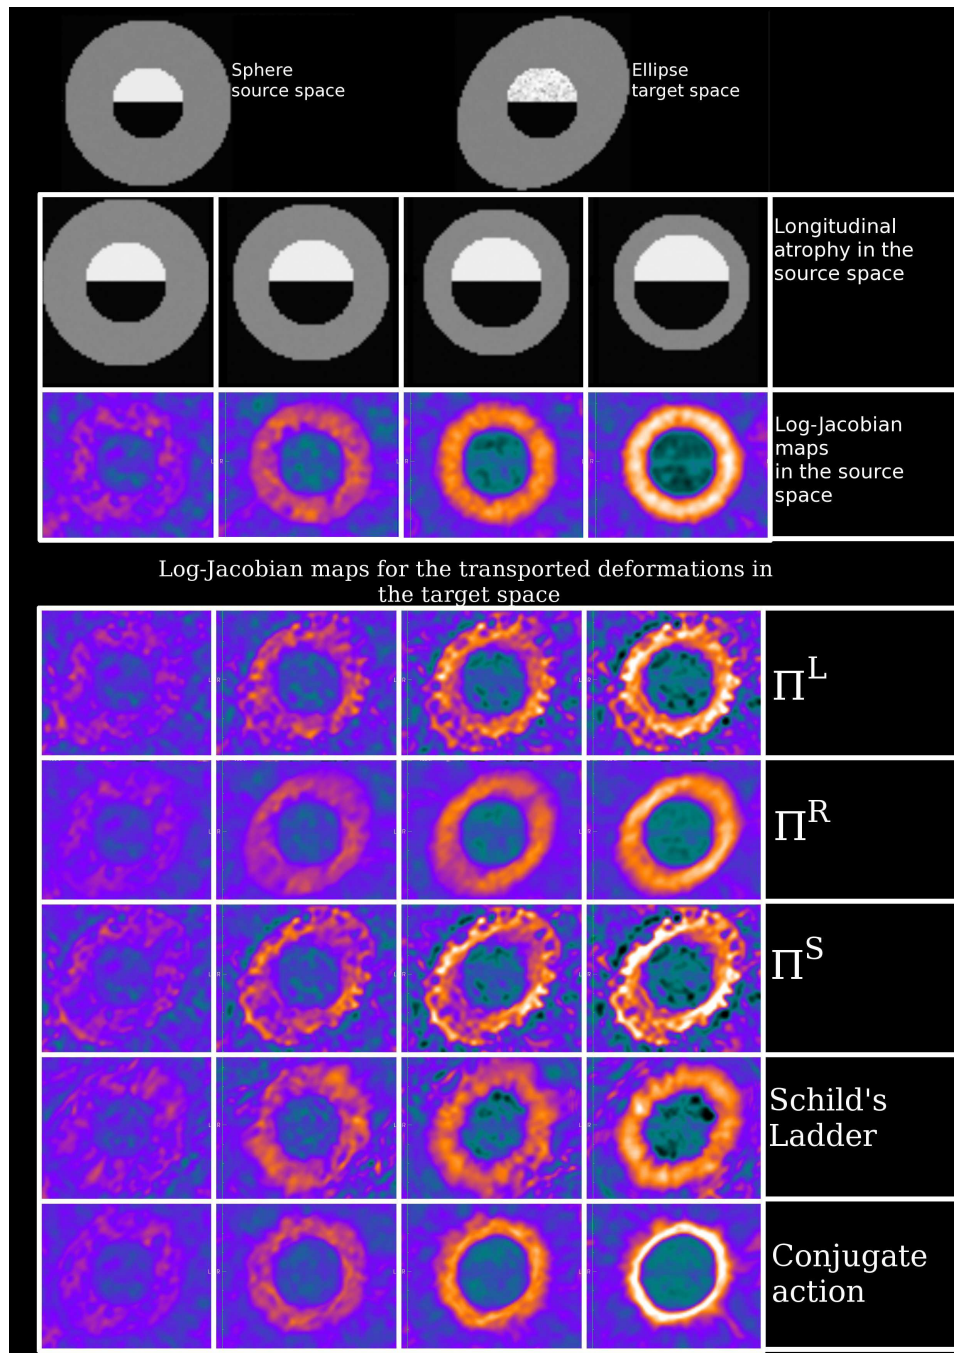 Sphere
source space
Ellipse
target space
Longitudinal
atrophy in the
source space
Log-Jacobian
maps
in the source
space
Log-Jacobian maps for the transported deformations in
the target space
Π^L
Π^R
Π^S
Schild's
Ladder
Conjugate
action